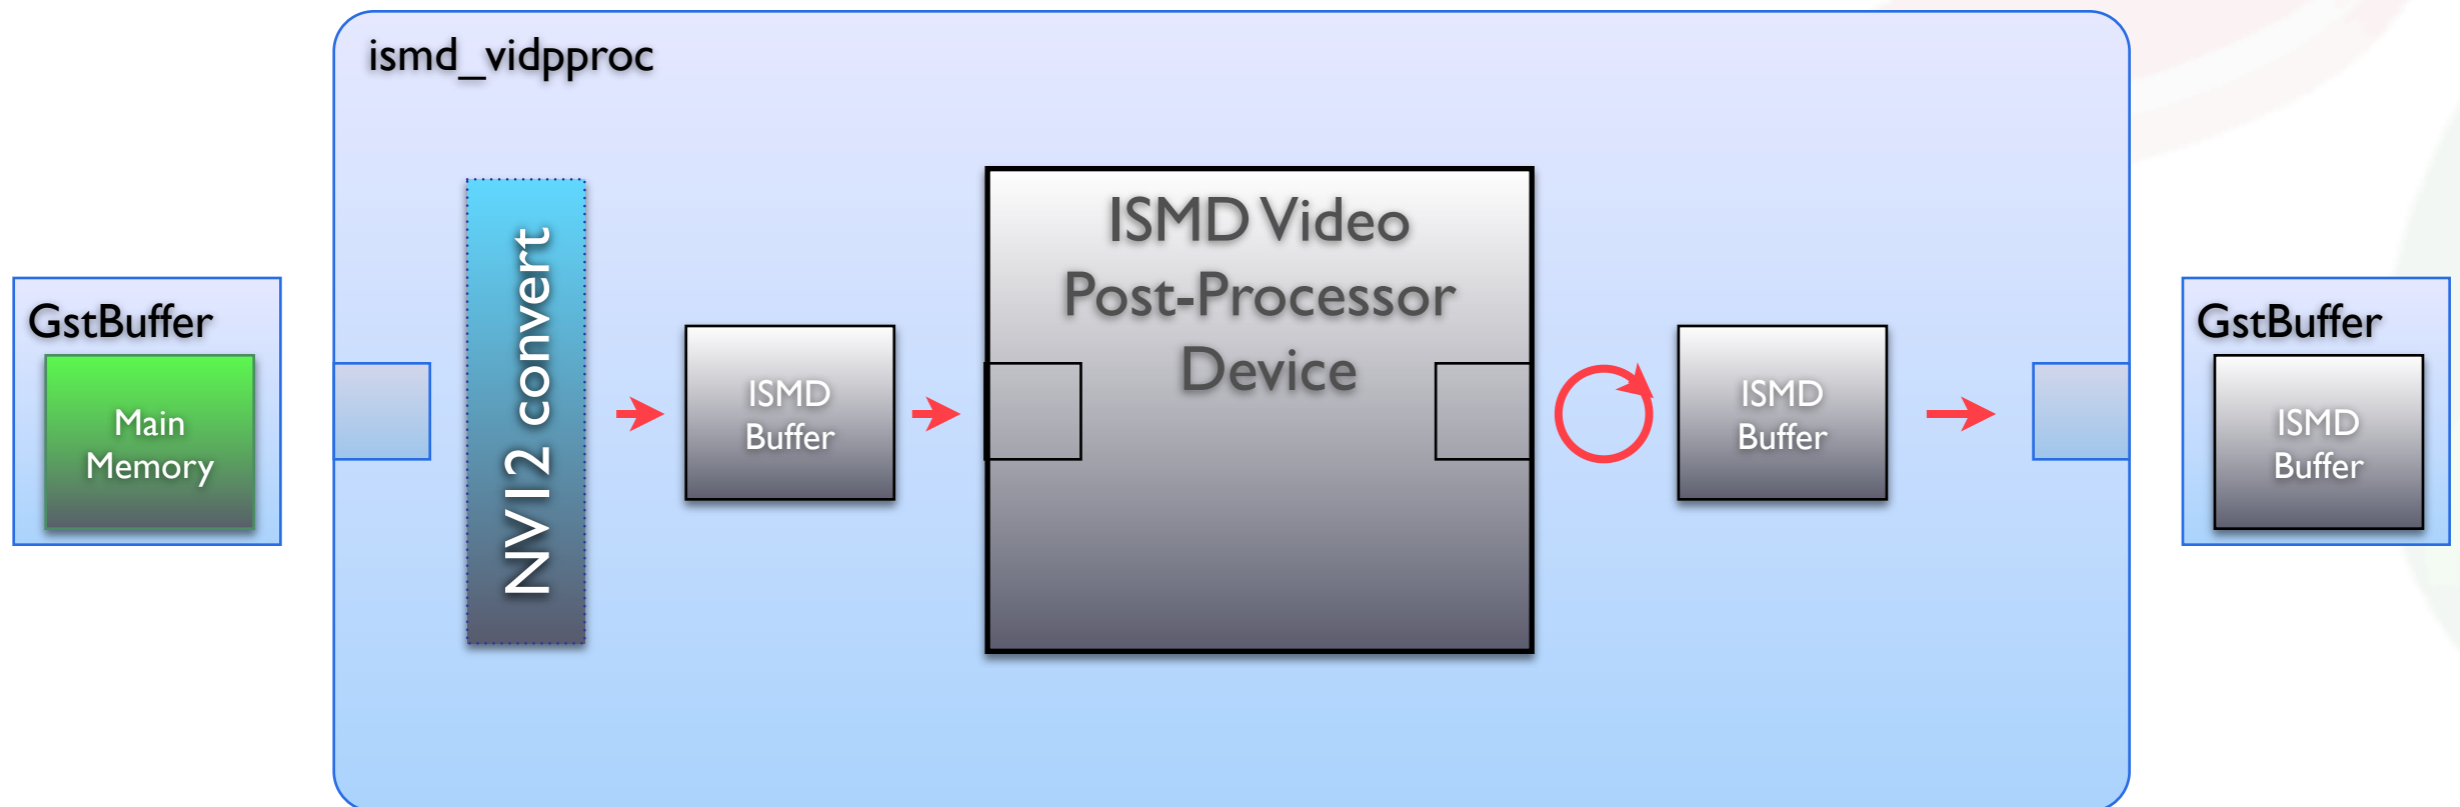 ismd_vidpproc
GstBuffer
Main
Memory
NV12 convert
ISMD
Buffer
ISMD Video
Post-Processor
Device
ISMD
Buffer
GstBuffer
ISMD
Buffer